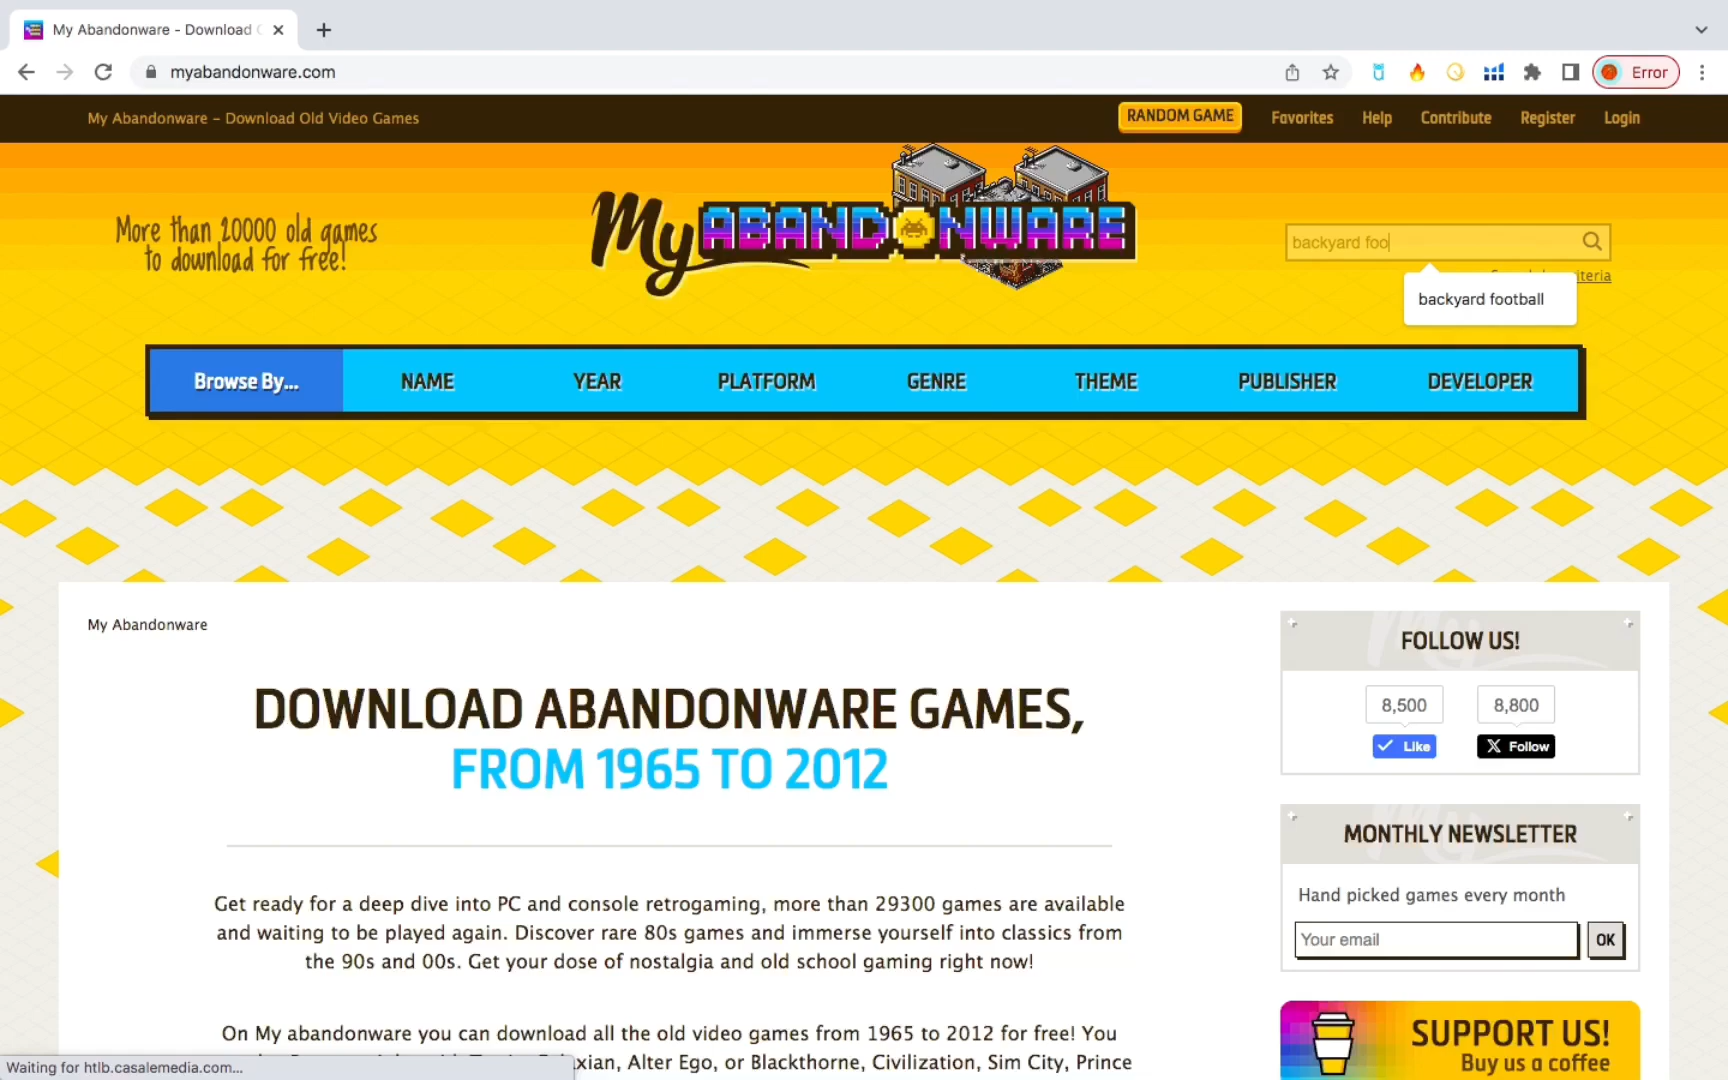 My Abandonware - Download
myabandonware.com
Error
My Abandonware – Download Old Video Games
RANDOM GAME
Favorites
Help
Contribute
Register
Login
More than 20000 old games
to download for free!
My ABANDONWARE
backyard foo
iteria
backyard football
Browse By...
NAME
YEAR
PLATFORM
GENRE
THEME
PUBLISHER
DEVELOPER
My Abandonware
DOWNLOAD ABANDONWARE GAMES,
FROM 1965 TO 2012
Get ready for a deep dive into PC and console retrogaming, more than 29300 games are available
and waiting to be played again. Discover rare 80s games and immerse yourself into classics from
the 90s and 00s. Get your dose of nostalgia and old school gaming right now!
On My abandonware you can download all the old video games from 1965 to 2012 for free! You
xian, Alter Ego, or Blackthorne, Civilization, Sim City, Prince
FOLLOW US!
8,500
8,800
Like
Follow
MONTHLY NEWSLETTER
Hand picked games every month
Your email
OK
SUPPORT US!
Buy us a coffee
Waiting for htlb.casalemedia.com...